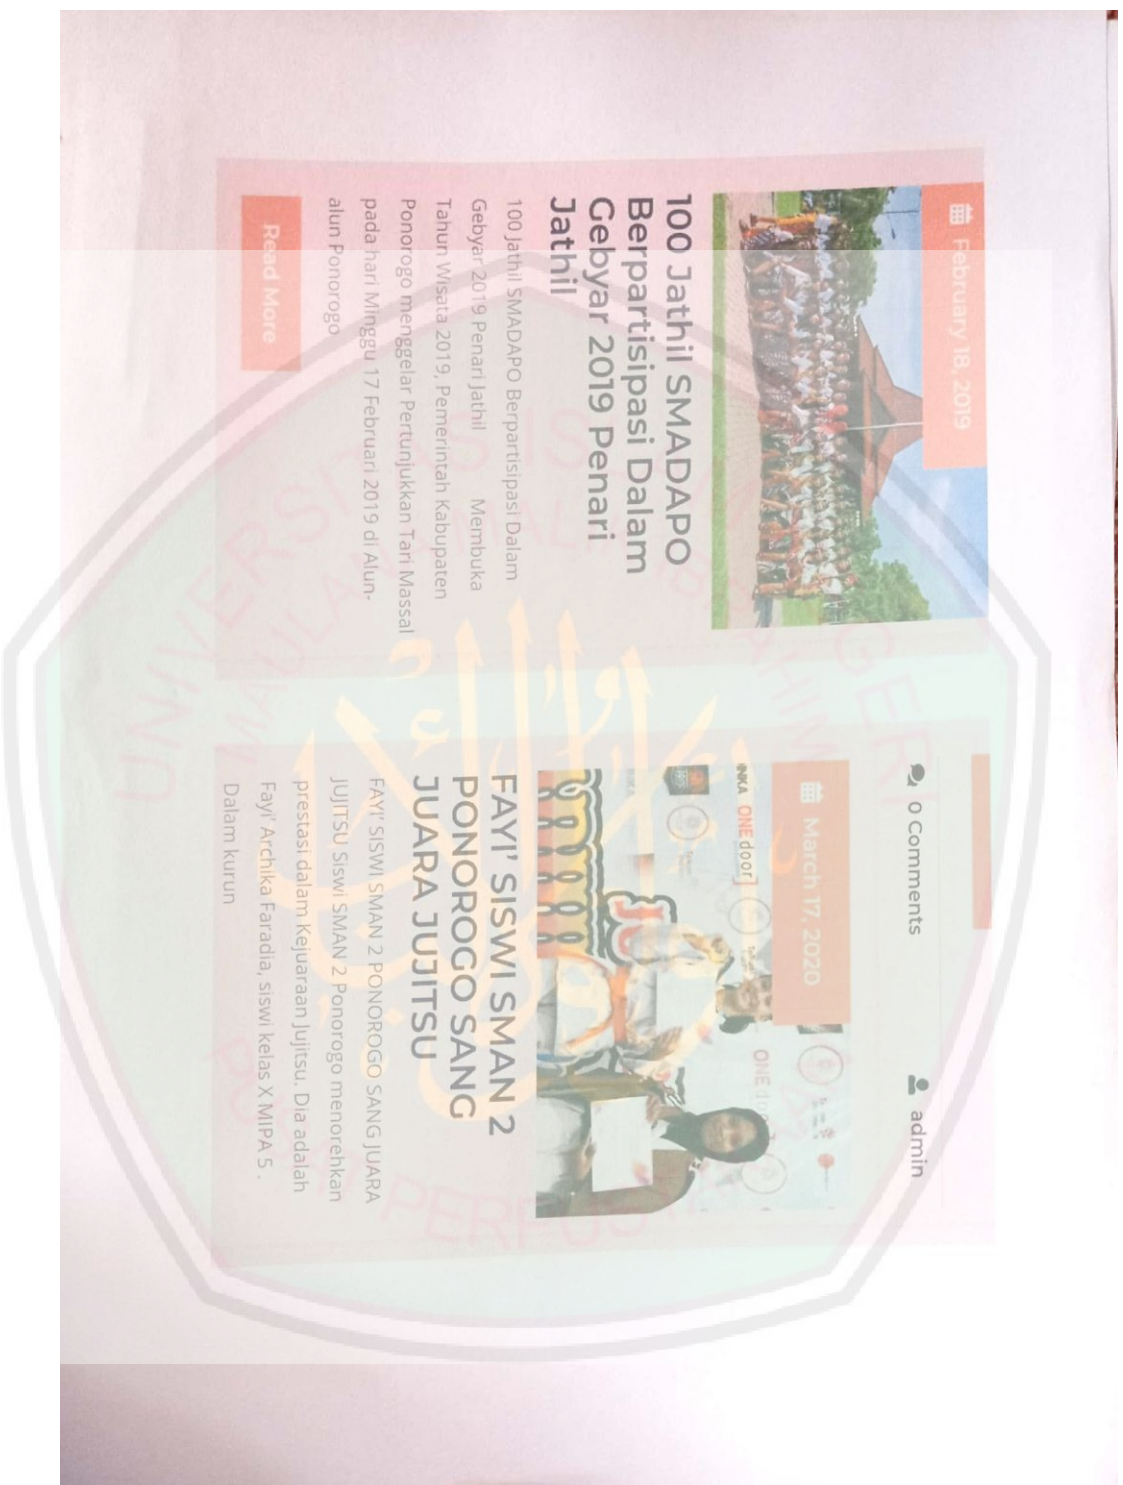 February 18, 2019
100 Jathil SMADAPO
Berpartisipasi Dalam
Gebyar 2019 Penari
Jathil
100 Jathil SMADAPO Berpartisipasi Dalam
Gebyar 2019 Penari Jathil Membuka
Tahun Wisata 2019, Pemerintah Kabupaten
Ponorogo menggelar Pertunjukkan Tari Massal
pada hari Minggu 17 Februari 2019 di Alun-
alun Ponorogo
Read More
0 Comments
admin
March 17, 2020
INKA ONEdoor
ONEdoor
FAYI' SISWI SMAN 2
PONOROGO SANG
JUARA JUJITSU
FAYI' SISWI SMAN 2 PONOROGO SANG JUARA
JUJITSU Siswi SMAN 2 Ponorogo menorehkan
prestasi dalam Kejuaraan Jujitsu. Dia adalah
Fayi' Archika Faradia, siswi kelas X MIPA 5 .
Dalam kurun